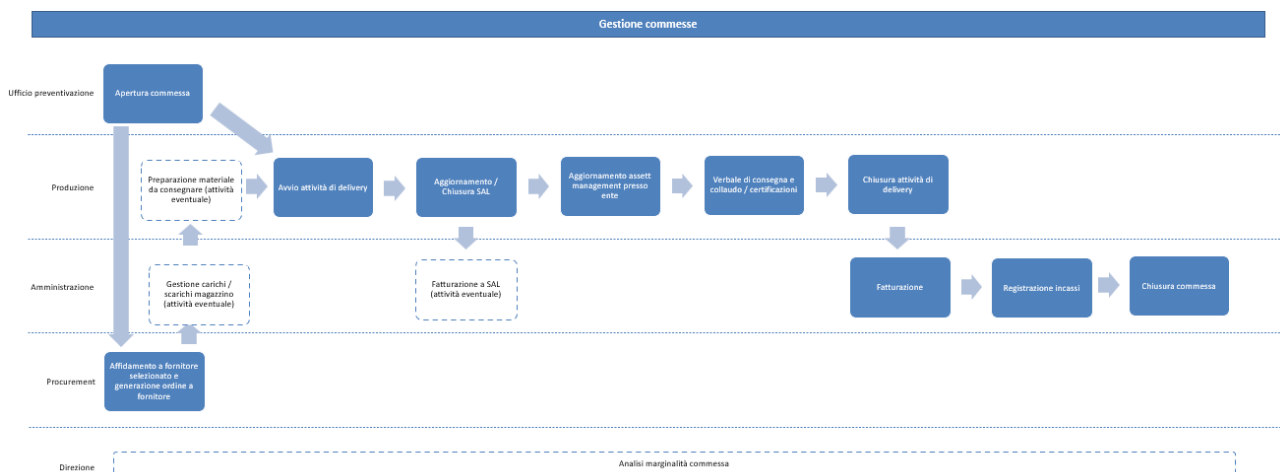 Gestione commesse
Ufficio preventivazione
Apertura commessa
Produzione
Preparazione materiale
da consegnare (attività
eventuale)
Avvio attività di delivery
Aggiornamento /
Chiusura SAL
Aggiornamento assett
management presso
ente
Verbale di consegna e
collaudo / certificazioni
Chiusura attività di
delivery
Amministrazione
Gestione carichi /
scarichi magazzino
(attività eventuale)
Fatturazione a SAL
(attività eventuale)
Fatturazione
Registrazione incassi
Chiusura commessa
Procurement
Affidamento a fornitore
selezionato e
generazione ordine a
fornitore
Direzione
Analisi marginalità commessa